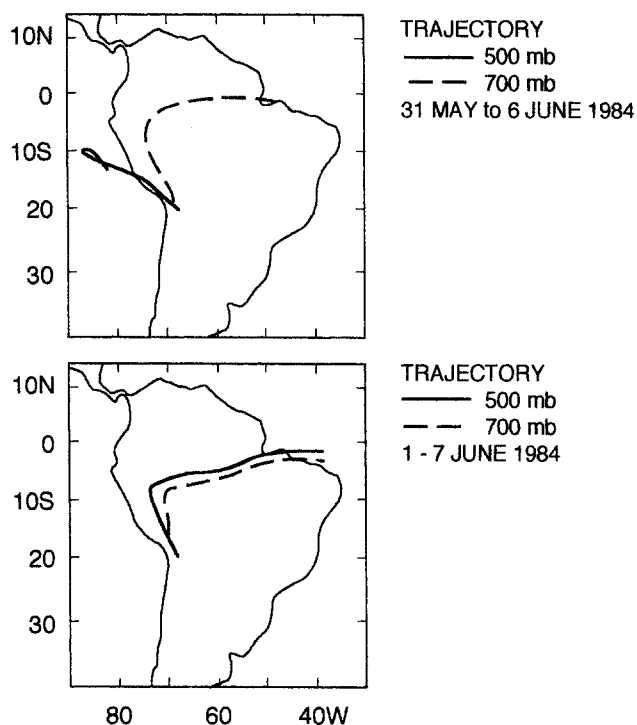 10N
0
10S
20
30
TRAJECTORY
500 mb
700 mb
31 MAY to 6 JUNE 1984
10N
0
10S
20
30
80 60 40W
TRAJECTORY
500 mb
700 mb
1 - 7 JUNE 1984